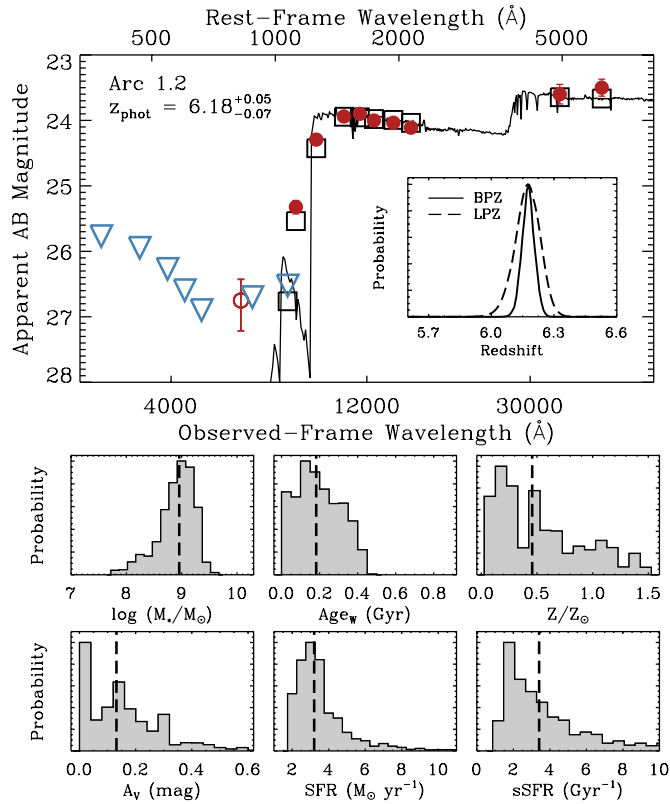 Rest-Frame Wavelength (Å)
500 1000 2000 5000
Apparent AB Magnitude
23
24
25
26
27
28
Arc 1.2
z_phot = 6.18 +0.05 -0.07
Probability
BPZ
LPZ
5.7 6.0 6.3 6.6
Redshift
4000 12000 30000
Observed-Frame Wavelength (Å)
Probability
7 8 9 10
log (M*/M☉)
0.0 0.2 0.4 0.6 0.8
Age_W (Gyr)
0.0 0.5 1.0 1.5
Z/Z☉
Probability
0.0 0.2 0.4 0.6
A_V (mag)
2 4 6 8 10
SFR (M☉ yr⁻¹)
0 2 4 6 8 10
sSFR (Gyr⁻¹)